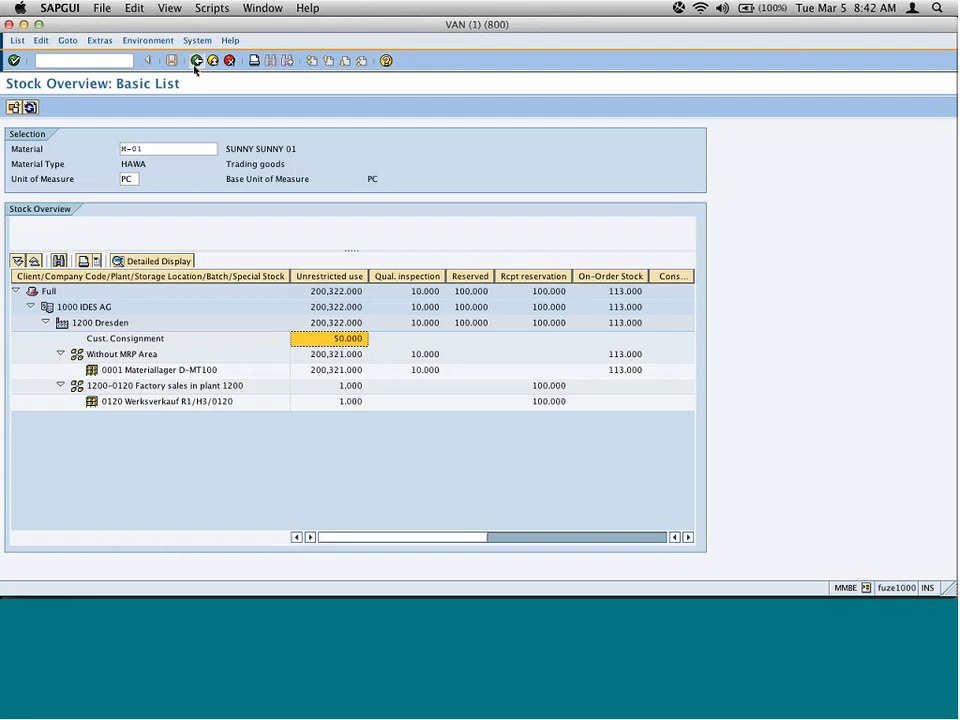 SAPGUI File Edit View Scripts Window Help (100%) Tue Mar 5 8:42 AM
VAN (1) (800)
List Edit Goto Extras Environment System Help
Stock Overview: Basic List
Selection
Material M-01 SUNNY SUNNY 01
Material Type HAWA Trading goods
Unit of Measure PC Base Unit of Measure PC
Stock Overview
Detailed Display
Client/Company Code/Plant/Storage Location/Batch/Special Stock Unrestricted use Qual. inspection Reserved Rcpt reservation On-Order Stock Cons...
Full 200,322.000 10.000 100.000 100.000 113.000
1000 IDES AG 200,322.000 10.000 100.000 100.000 113.000
1200 Dresden 200,322.000 10.000 100.000 100.000 113.000
Cust. Consignment 50.000
Without MRP Area 200,321.000 10.000 113.000
0001 Materiallager D-MT100 200,321.000 10.000 113.000
1200-0120 Factory sales in plant 1200 1.000 100.000
0120 Werksverkauf R1/H3/0120 1.000 100.000
MMBE fuze1000 INS